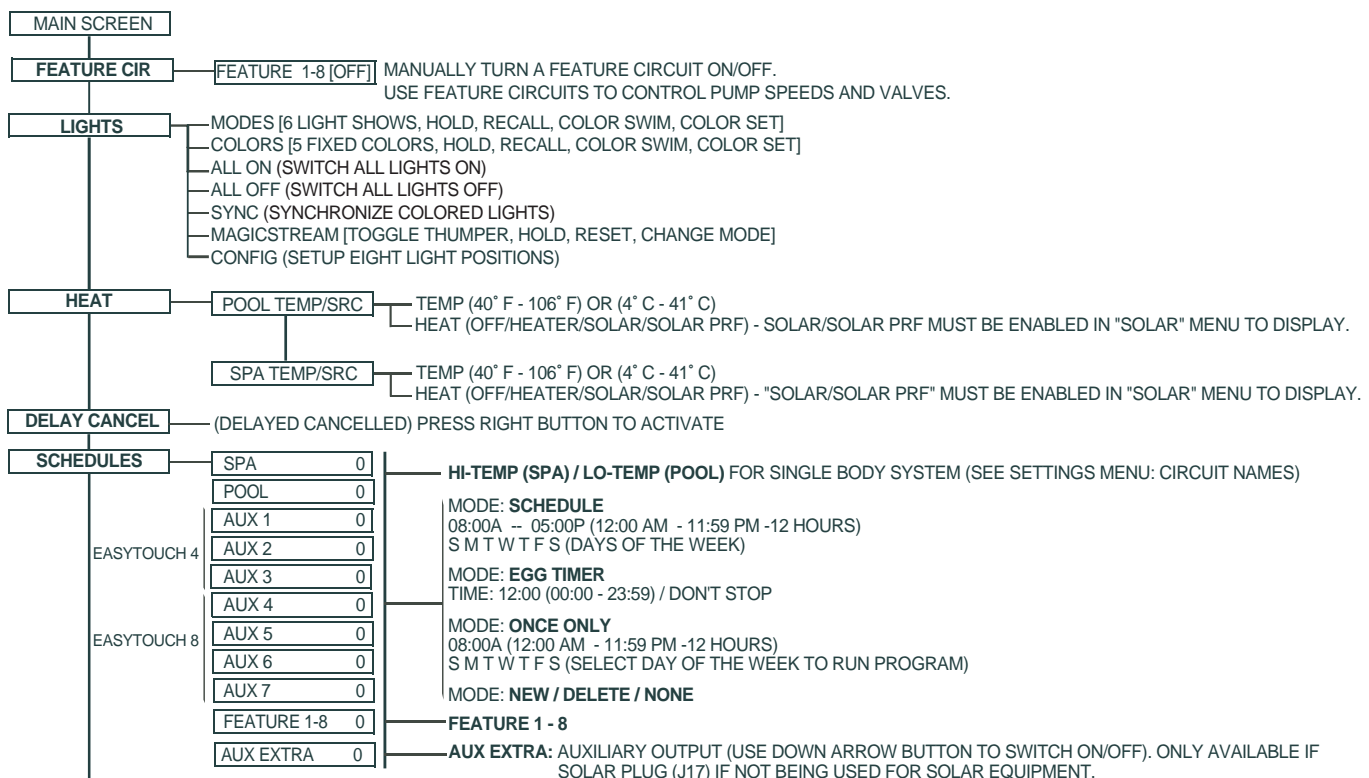 MAIN SCREEN
FEATURE CIR
FEATURE 1-8 [OFF]
MANUALLY TURN A FEATURE CIRCUIT ON/OFF.
USE FEATURE CIRCUITS TO CONTROL PUMP SPEEDS AND VALVES.
LIGHTS
MODES [6 LIGHT SHOWS, HOLD, RECALL, COLOR SWIM, COLOR SET]
COLORS [5 FIXED COLORS, HOLD, RECALL, COLOR SWIM, COLOR SET]
ALL ON (SWITCH ALL LIGHTS ON)
ALL OFF (SWITCH ALL LIGHTS OFF)
SYNC (SYNCHRONIZE COLORED LIGHTS)
MAGICSTREAM [TOGGLE THUMPER, HOLD, RESET, CHANGE MODE]
CONFIG (SETUP EIGHT LIGHT POSITIONS)
HEAT
POOL TEMP/SRC
TEMP (40˚ F - 106˚ F) OR (4˚ C - 41˚ C)
HEAT (OFF/HEATER/SOLAR/SOLAR PRF) - SOLAR/SOLAR PRF MUST BE ENABLED IN "SOLAR" MENU TO DISPLAY.
SPA TEMP/SRC
TEMP (40˚ F - 106˚ F) OR (4˚ C - 41˚ C)
HEAT (OFF/HEATER/SOLAR/SOLAR PRF) - "SOLAR/SOLAR PRF" MUST BE ENABLED IN "SOLAR" MENU TO DISPLAY.
DELAY CANCEL
(DELAYED CANCELLED) PRESS RIGHT BUTTON TO ACTIVATE
SCHEDULES
SPA 0
POOL 0
EASYTOUCH 4
AUX 1 0
AUX 2 0
AUX 3 0
EASYTOUCH 8
AUX 4 0
AUX 5 0
AUX 6 0
AUX 7 0
FEATURE 1-8 0
AUX EXTRA 0
HI-TEMP (SPA) / LO-TEMP (POOL) FOR SINGLE BODY SYSTEM (SEE SETTINGS MENU: CIRCUIT NAMES)
MODE: SCHEDULE
08:00A -- 05:00P (12:00 AM - 11:59 PM -12 HOURS)
S M T W T F S (DAYS OF THE WEEK)
MODE: EGG TIMER
TIME: 12:00 (00:00 - 23:59) / DON'T STOP
MODE: ONCE ONLY
08:00A (12:00 AM - 11:59 PM -12 HOURS)
S M T W T F S (SELECT DAY OF THE WEEK TO RUN PROGRAM)
MODE: NEW / DELETE / NONE
FEATURE 1 - 8
AUX EXTRA: AUXILIARY OUTPUT (USE DOWN ARROW BUTTON TO SWITCH ON/OFF). ONLY AVAILABLE IF
SOLAR PLUG (J17) IF NOT BEING USED FOR SOLAR EQUIPMENT.